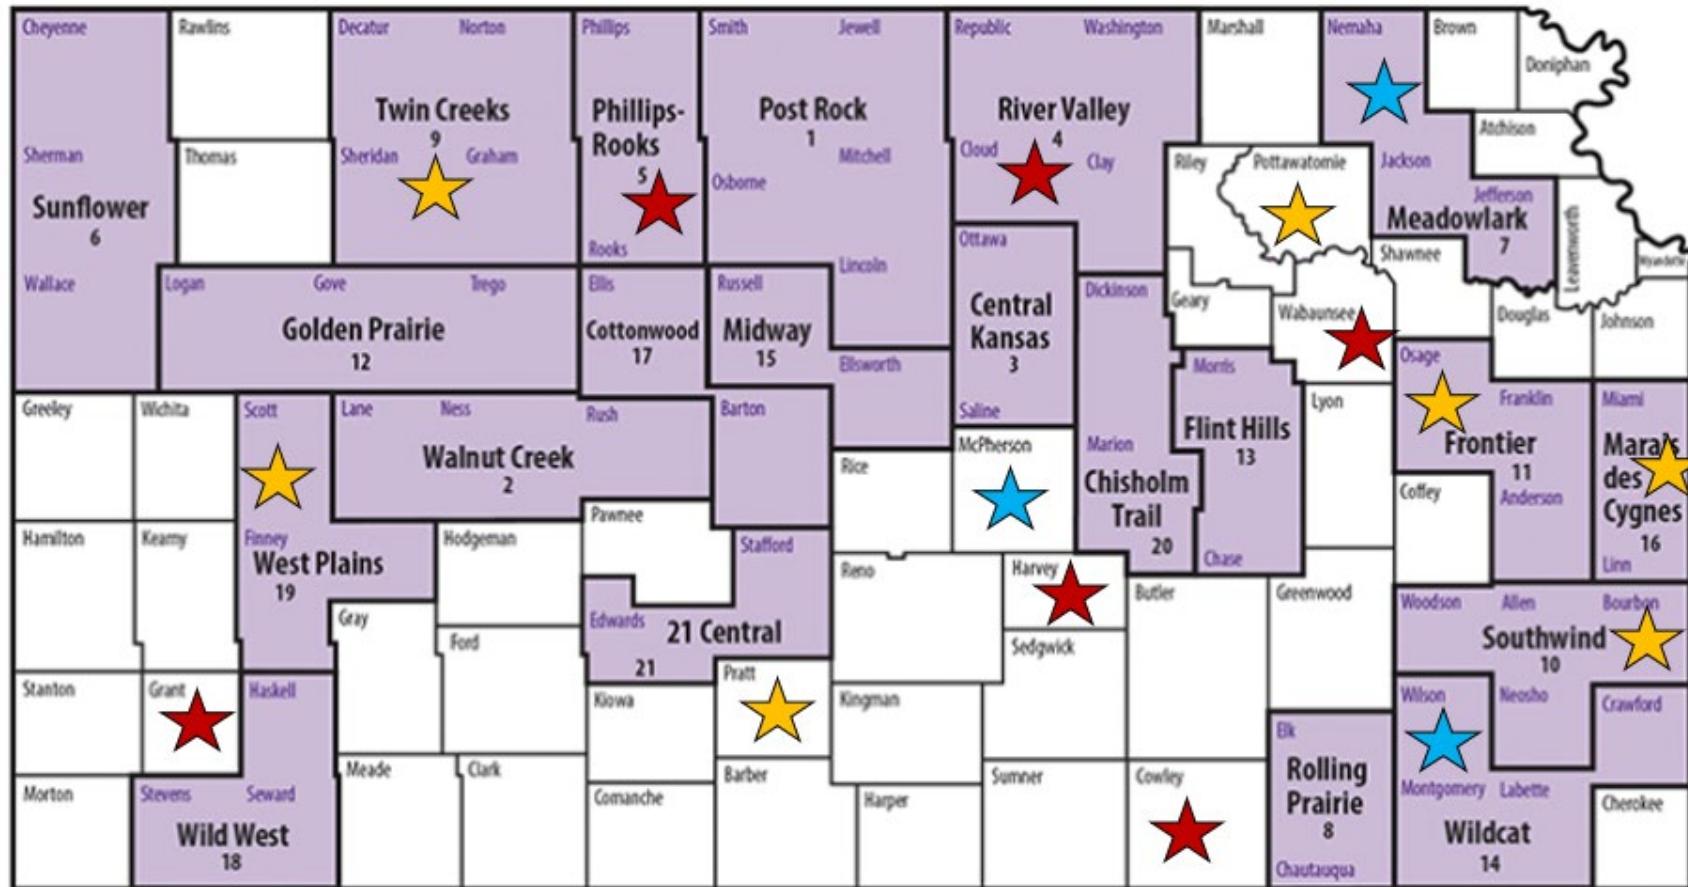 Cheyenne
Rawlins
Decatur
Norton
Phillips
Smith
Jewell
Republic
Washington
Marshall
Nemaha
Brown
Doniphan
Twin Creeks
9
Phillips-
Rooks
5
Post Rock
1
River Valley
4
Atchison
Sherman
Thomas
Sheridan
Graham
Mitchell
Cloud
Clay
Riley
Pottawatomie
Jackson
Osborne
Jefferson
Sunflower
6
Meadowlark
7
Leavenworth
Rooks
Ottawa
Shawnee
Wyandotte
Wallace
Logan
Gove
Trego
Ellis
Russell
Lincoln
Dickinson
Geary
Wabaunsee
Douglas
Johnson
Golden Prairie
12
Cottonwood
17
Midway
15
Central
Kansas
3
Ellsworth
Morris
Osage
Greeley
Wichita
Scott
Lane
Ness
Rush
Barton
Saline
Lyon
Franklin
Miami
Walnut Creek
2
McPherson
Marion
Flint Hills
13
Frontier
11
Marais
des
Cygnes
16
Rice
Chisholm
Trail
20
Coffey
Anderson
Pawnee
Hamilton
Kearny
Finney
West Plains
19
Hodgeman
Stafford
Chase
Linn
Reno
Harvey
Butler
Greenwood
Woodson
Allen
Bourbon
Gray
Edwards
21 Central
21
Ford
Sedgwick
Southwind
10
Stanton
Grant
Haskell
Kiowa
Pratt
Kingman
Wilson
Neosho
Crawford
Elk
Meade
Clark
Barber
Sumner
Cowley
Rolling
Prairie
8
Morton
Stevens
Seward
Comanche
Harper
Montgomery
Labette
Cherokee
Wild West
18
Wildcat
14
Chautauqua